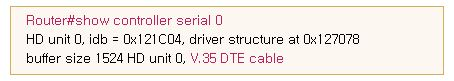 Router#show controller serial 0
HD unit 0, idb = 0x121C04, driver structure at 0x127078
buffer size 1524 HD unit 0, V.35 DTE cable